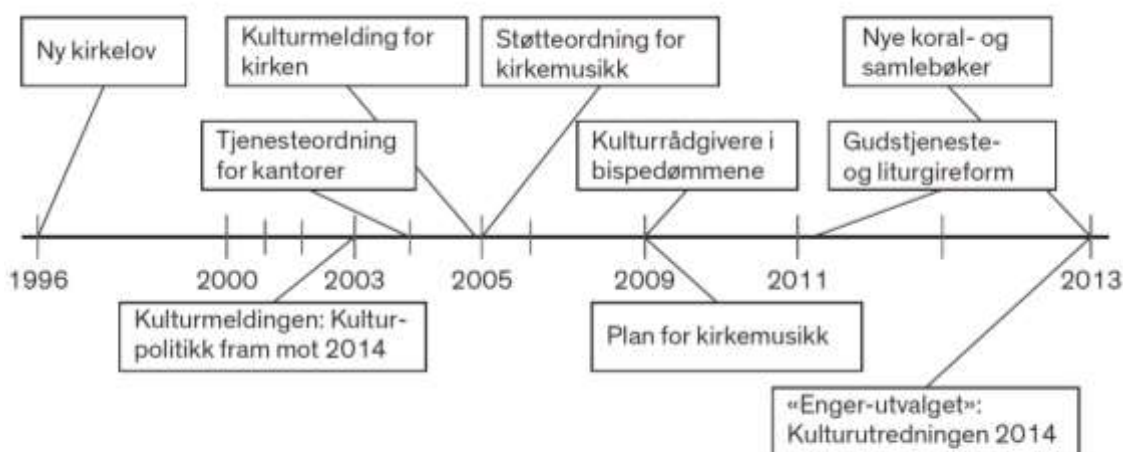 Ny kirkelov
Kulturmelding for
kirken
Støtteordning for
kirkemusikk
Nye koral- og
samlebøker
Tjenesteordning
for kantorer
Kulturrådgivere i
bispedømmene
Gudstjeneste-
og liturgireform
1996
2000
2003
2005
2009
2011
2013
Kulturmeldingen: Kultur-
politikk fram mot 2014
Plan for kirkemusikk
«Enger-utvalget»:
Kulturutredningen 2014